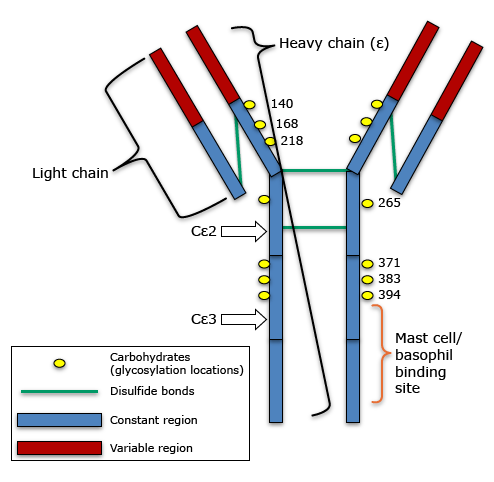 Heavy chain (ε)
140
168
218
Light chain
265
Cε2
371
383
394
Cε3
Mast cell/
basophil
binding
site
Carbohydrates
(glycosylation locations)
Disulfide bonds
Constant region
Variable region